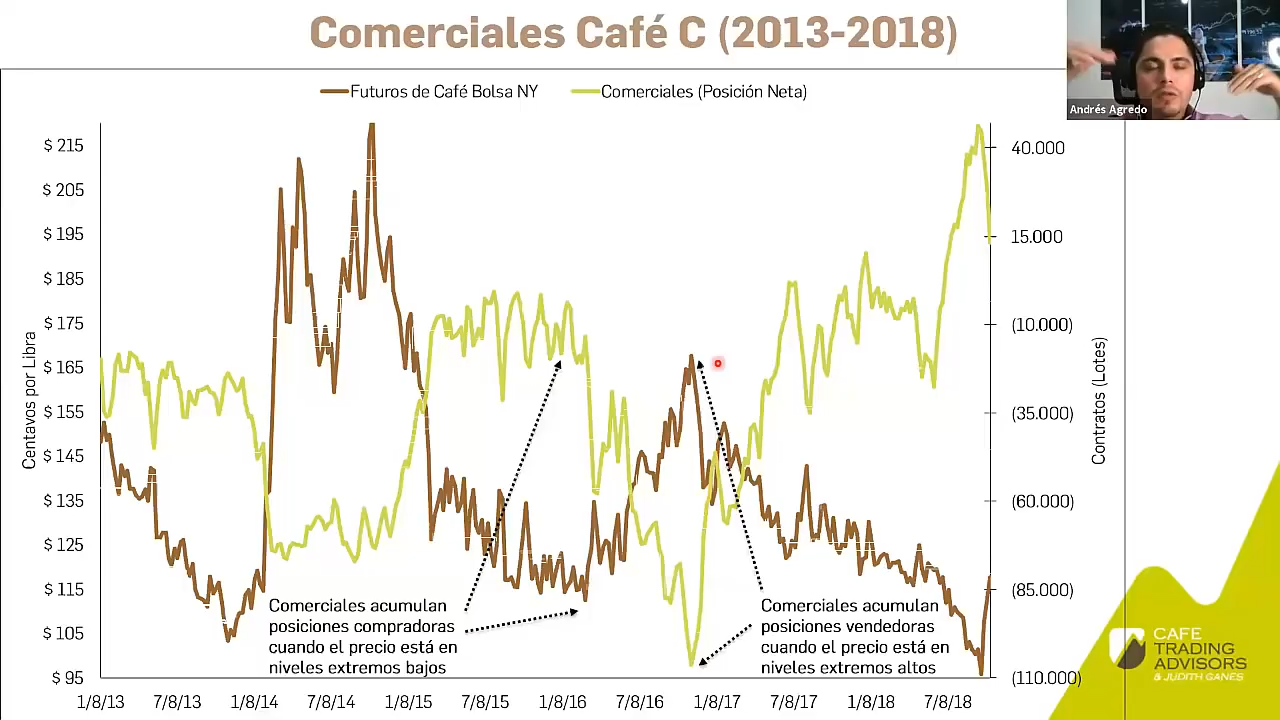 Comerciales Café C (2013-2018)
Andrés Agredo
Futuros de Café Bolsa NY
Comerciales (Posición Neta)
Centavos por Libra
$ 215
$ 205
$ 195
$ 185
$ 175
$ 165
$ 155
$ 145
$ 135
$ 125
$ 115
$ 105
$ 95
40.000
15.000
(10.000)
(35.000)
(60.000)
(85.000)
(110.000)
Contratos (Lotes)
Comerciales acumulan
posiciones compradoras
cuando el precio está en
niveles extremos bajos
Comerciales acumulan
posiciones vendedoras
cuando el precio está en
niveles extremos altos
1/8/13
7/8/13
1/8/14
7/8/14
1/8/15
7/8/15
1/8/16
7/8/16
1/8/17
7/8/17
1/8/18
7/8/18
CAFE
TRADING
ADVISORS
& JUDITH GANES